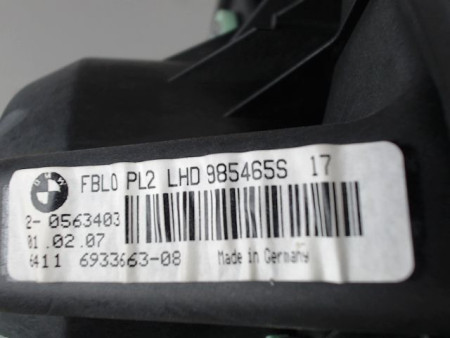 BMW
FBLO PL2 LHD 985465S 17
2- 0563403
01.02.07
6411 6933663-08 Made in Germany